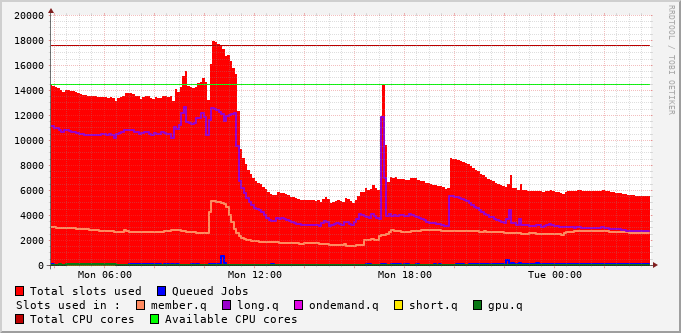 RRDTOOL / TOBI OETIKER
20000
18000
16000
14000
12000
10000
8000
6000
4000
2000
0
Mon 06:00 Mon 12:00 Mon 18:00 Tue 00:00
Total slots used Queued Jobs
Slots used in : member.q long.q ondemand.q short.q gpu.q
Total CPU cores Available CPU cores